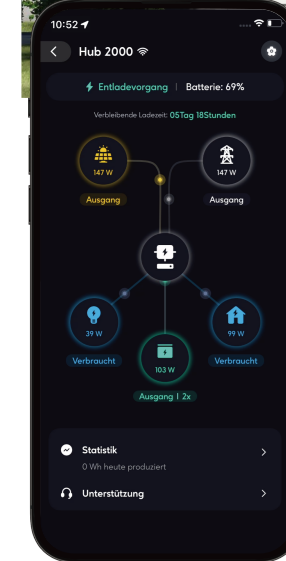 10:52
Hub 2000
Entladevorgang | Batterie: 69%
Verbleibende Ladezeit: 05Tag 18Stunden
147 W
147 W
Ausgang
Ausgang
39 W
99 W
Verbraucht
103 W
Verbraucht
Ausgang | 2x
Statistik
0 Wh heute produziert
Unterstützung